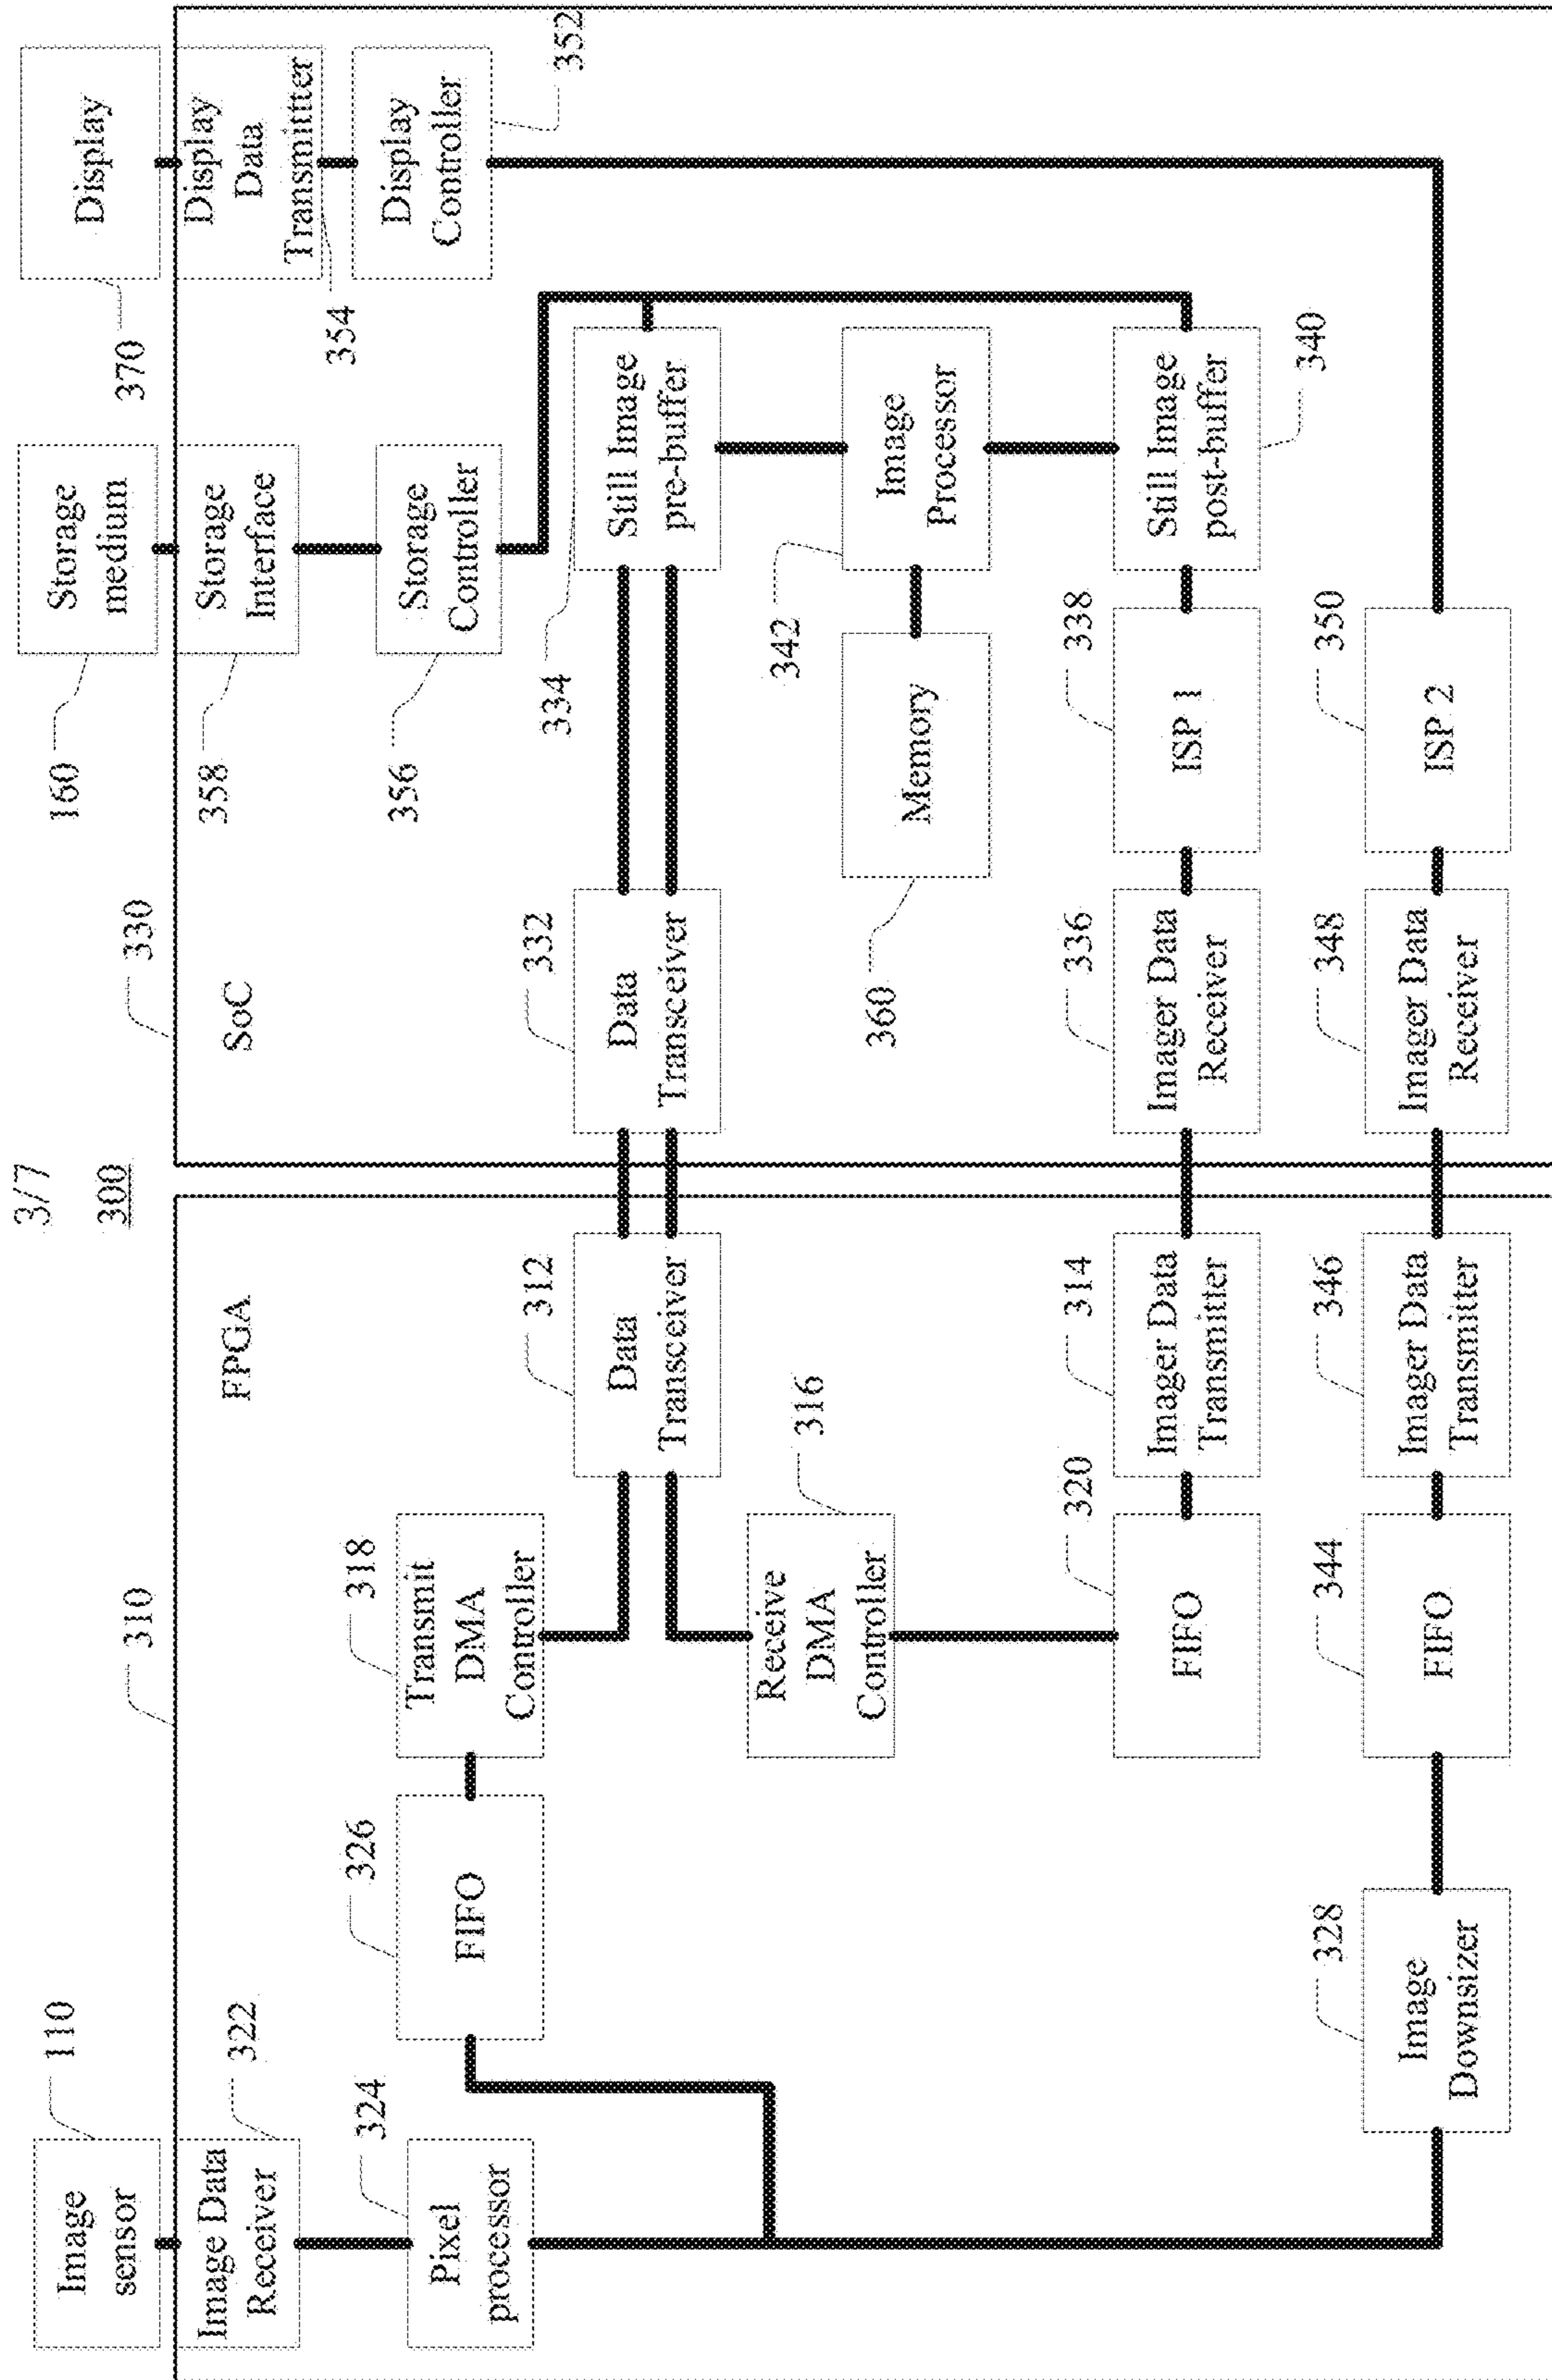 3/7
300
Image
sensor
110
Image Data
Receiver
322
Pixel
processor
324
310
FPGA
FIFO
326
Transmit
DMA
Controller
318
Data
Transceiver
312
Receive
DMA
Controller
316
FIFO
320
Imager Data
Transmitter
314
Image
Downsizer
328
FIFO
344
Imager Data
Transmitter
346
330
SoC
Data
Transceiver
332
Imager Data
Receiver
336
Imager Data
Receiver
348
Storage
medium
160
Storage
Interface
358
Storage
Controller
356
Still Image
pre-buffer
334
Memory
360
Image
Processor
342
ISP 1
338
Still Image
post-buffer
340
ISP 2
350
Display
370
Display
Data
Transmittter
354
Display
Controller
352